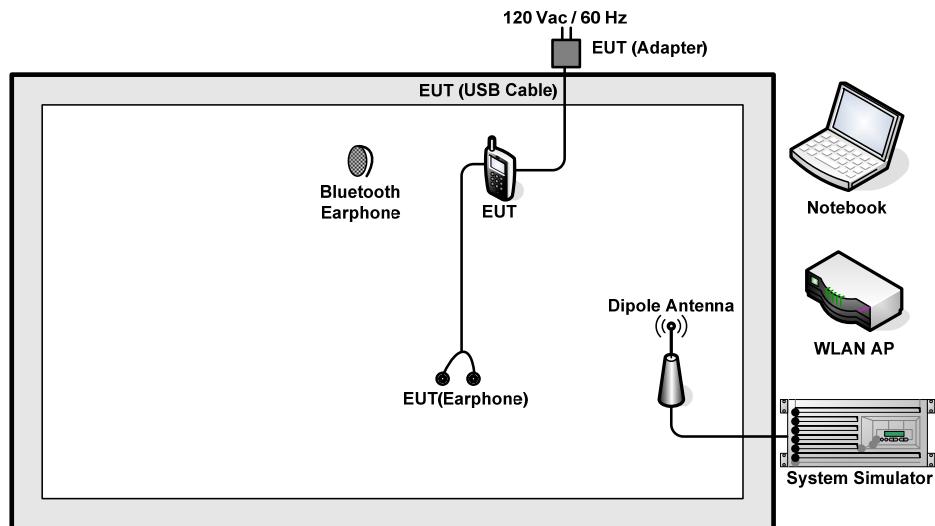 120 Vac / 60 Hz
EUT (Adapter)
EUT (USB Cable)
Bluetooth
Earphone
EUT
Notebook
Dipole Antenna
WLAN AP
EUT(Earphone)
System Simulator